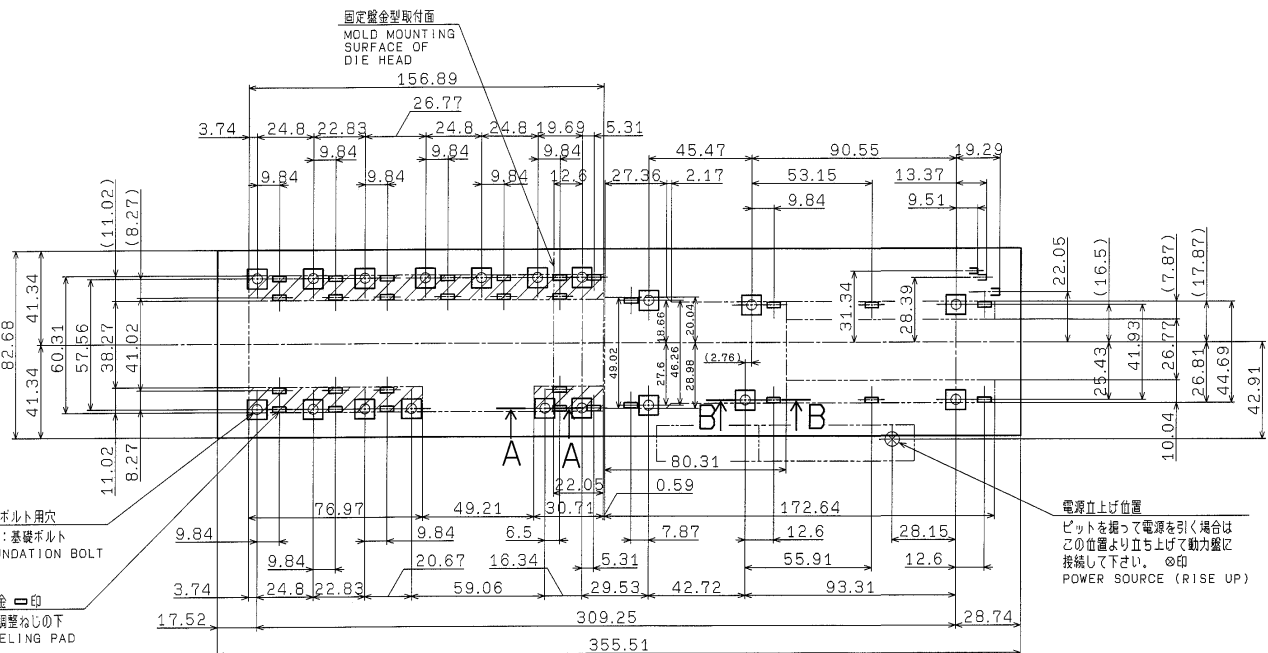 固定盤金型取付面
MOLD MOUNTING
SURFACE OF
DIE HEAD
156.89
26.77
3.74 24.8 22.83 24.8 24.8 19.69 5.31
45.47 90.55 19.29
9.84 9.84 9.84
9.84 9.84 9.84 12.6 27.36 2.17 53.15 13.37
9.84 9.51
(11.02) (8.27)
82.68 41.34 41.34 60.31 57.56 38.27 41.02
11.02 8.27
49.02 18.66 27.6 46.26 20.04 28.98
(2.76)
31.34 28.39 22.05
(16.5) (17.87) (17.87)
25.43 41.93 26.77 26.81 44.69 42.91
10.04
A A
B B
80.31
22.05 0.59
76.97 49.21 30.71 172.64
ボルト用穴
:基礎ボルト
UNDATION BOLT
9.84 9.84 6.5 7.87 12.6 28.15
9.84 20.67 16.34 5.31 55.91 12.6
3.74 24.8 22.83 59.06 29.53 42.72 93.31
金 印
調整ねじの下
ELING PAD
17.52 309.25 28.74
355.51
電源立上げ位置
ピットを掘って電源を引く場合は
この位置より立ち上げて動力盤に
接続して下さい。 ⊗印
POWER SOURCE (RISE UP)